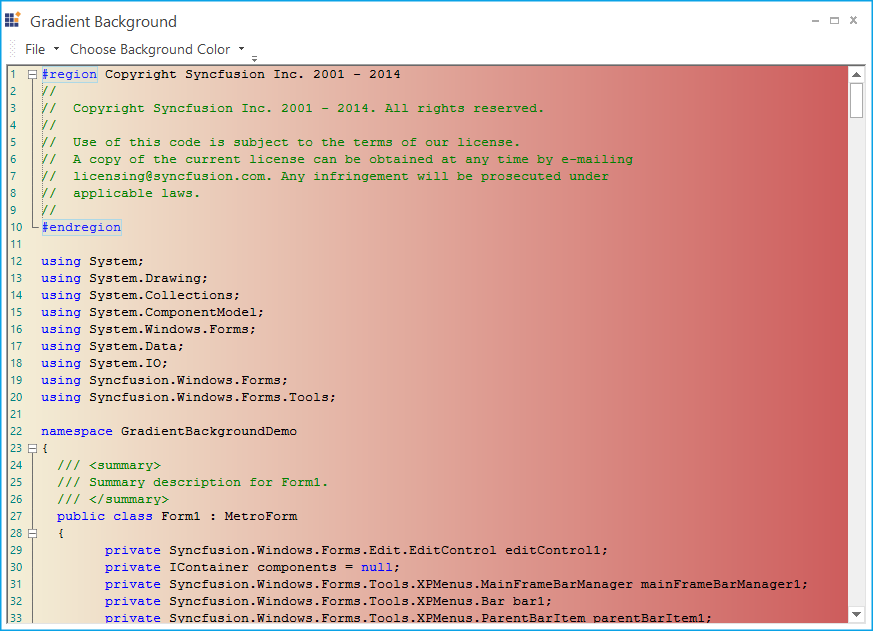 Gradient Background
File Choose Background Color
1 #region Copyright Syncfusion Inc. 2001 - 2014
2 //
3 //  Copyright Syncfusion Inc. 2001 - 2014. All rights reserved.
4 //
5 //  Use of this code is subject to the terms of our license.
6 //  A copy of the current license can be obtained at any time by e-mailing
7 //  licensing@syncfusion.com. Any infringement will be prosecuted under
8 //  applicable laws.
9 //
10 #endregion
11
12 using System;
13 using System.Drawing;
14 using System.Collections;
15 using System.ComponentModel;
16 using System.Windows.Forms;
17 using System.Data;
18 using System.IO;
19 using Syncfusion.Windows.Forms;
20 using Syncfusion.Windows.Forms.Tools;
21
22 namespace GradientBackgroundDemo
23 {
24   /// <summary>
25   /// Summary description for Form1.
26   /// </summary>
27   public class Form1 : MetroForm
28   {
29         private Syncfusion.Windows.Forms.Edit.EditControl editControl1;
30         private IContainer components = null;
31         private Syncfusion.Windows.Forms.Tools.XPMenus.MainFrameBarManager mainFrameBarManager1;
32         private Syncfusion.Windows.Forms.Tools.XPMenus.Bar bar1;
33         private Syncfusion.Windows.Forms.Tools.XPMenus.ParentBarItem parentBarItem1;